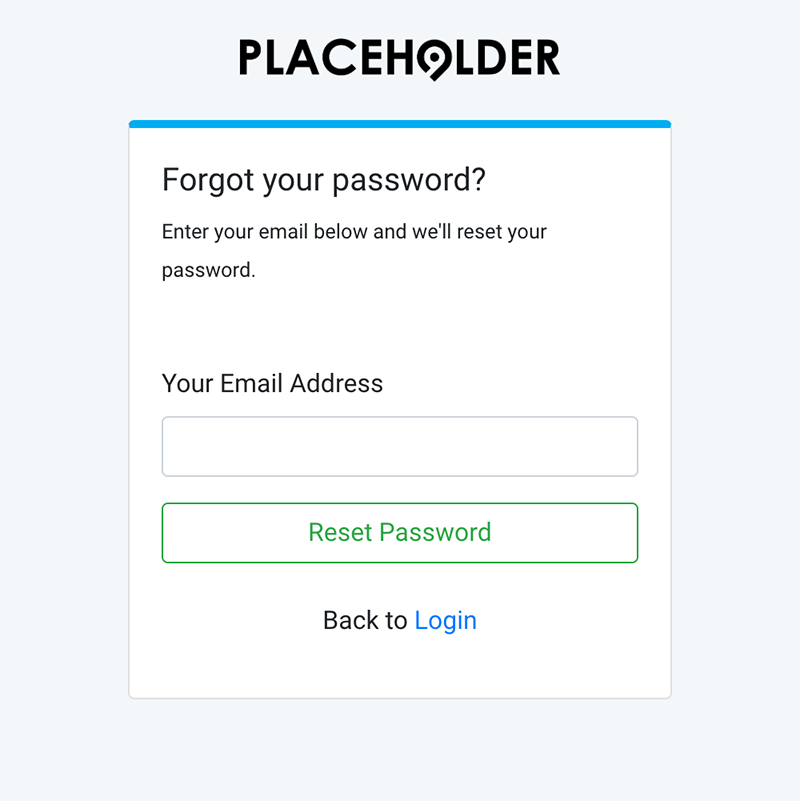 PLACEHOLDER
Forgot your password?
Enter your email below and we'll reset your
password.
Your Email Address
Reset Password
Back to Login